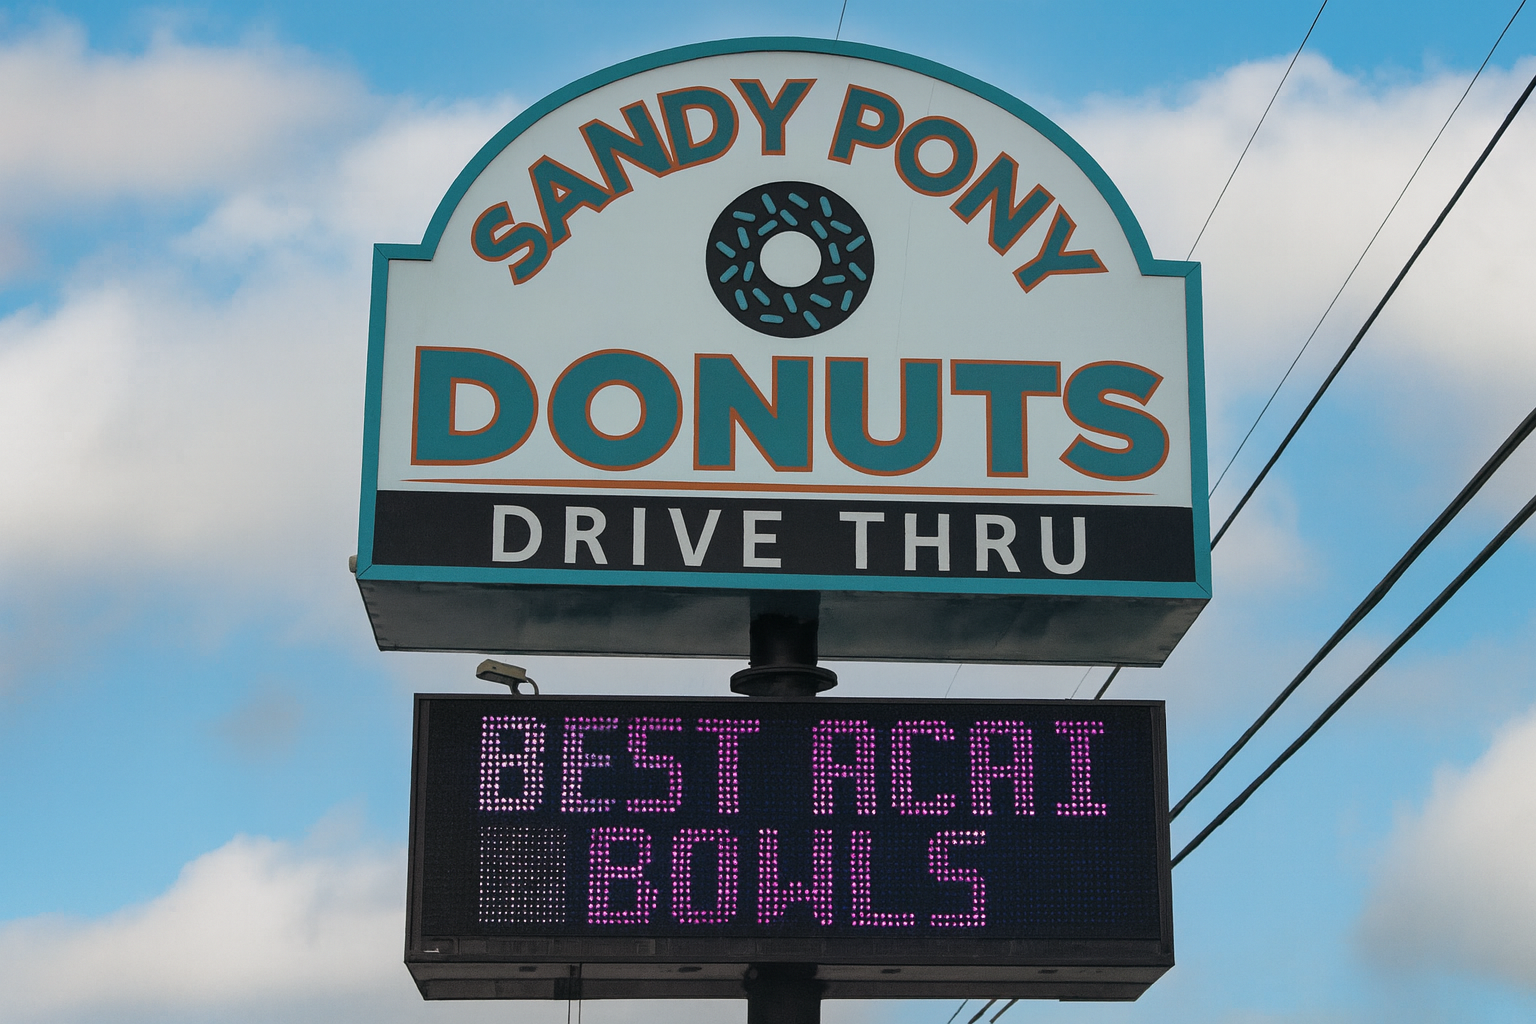 SANDY PONY
DONUTS
DRIVE THRU
BEST ACAI
BOWLS